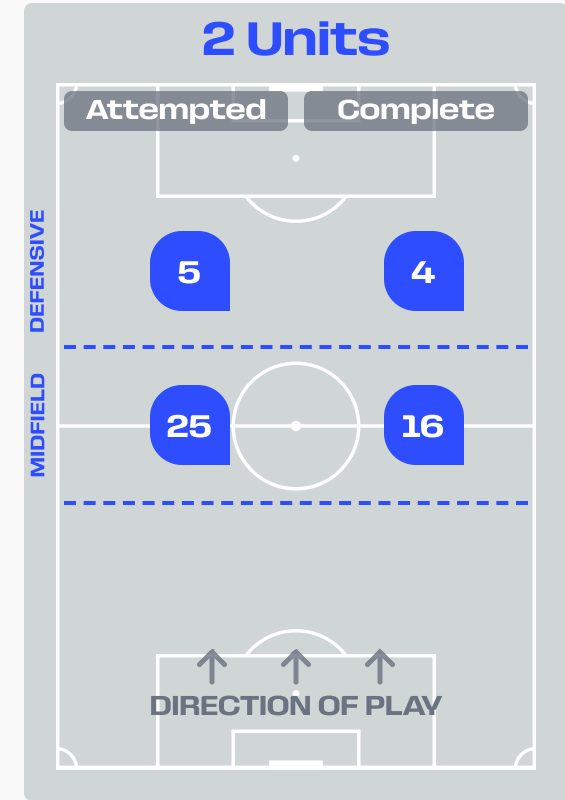 2 Units
Attempted Complete
DEFENSIVE
5 4
MIDFIELD
25 16
DIRECTION OF PLAY